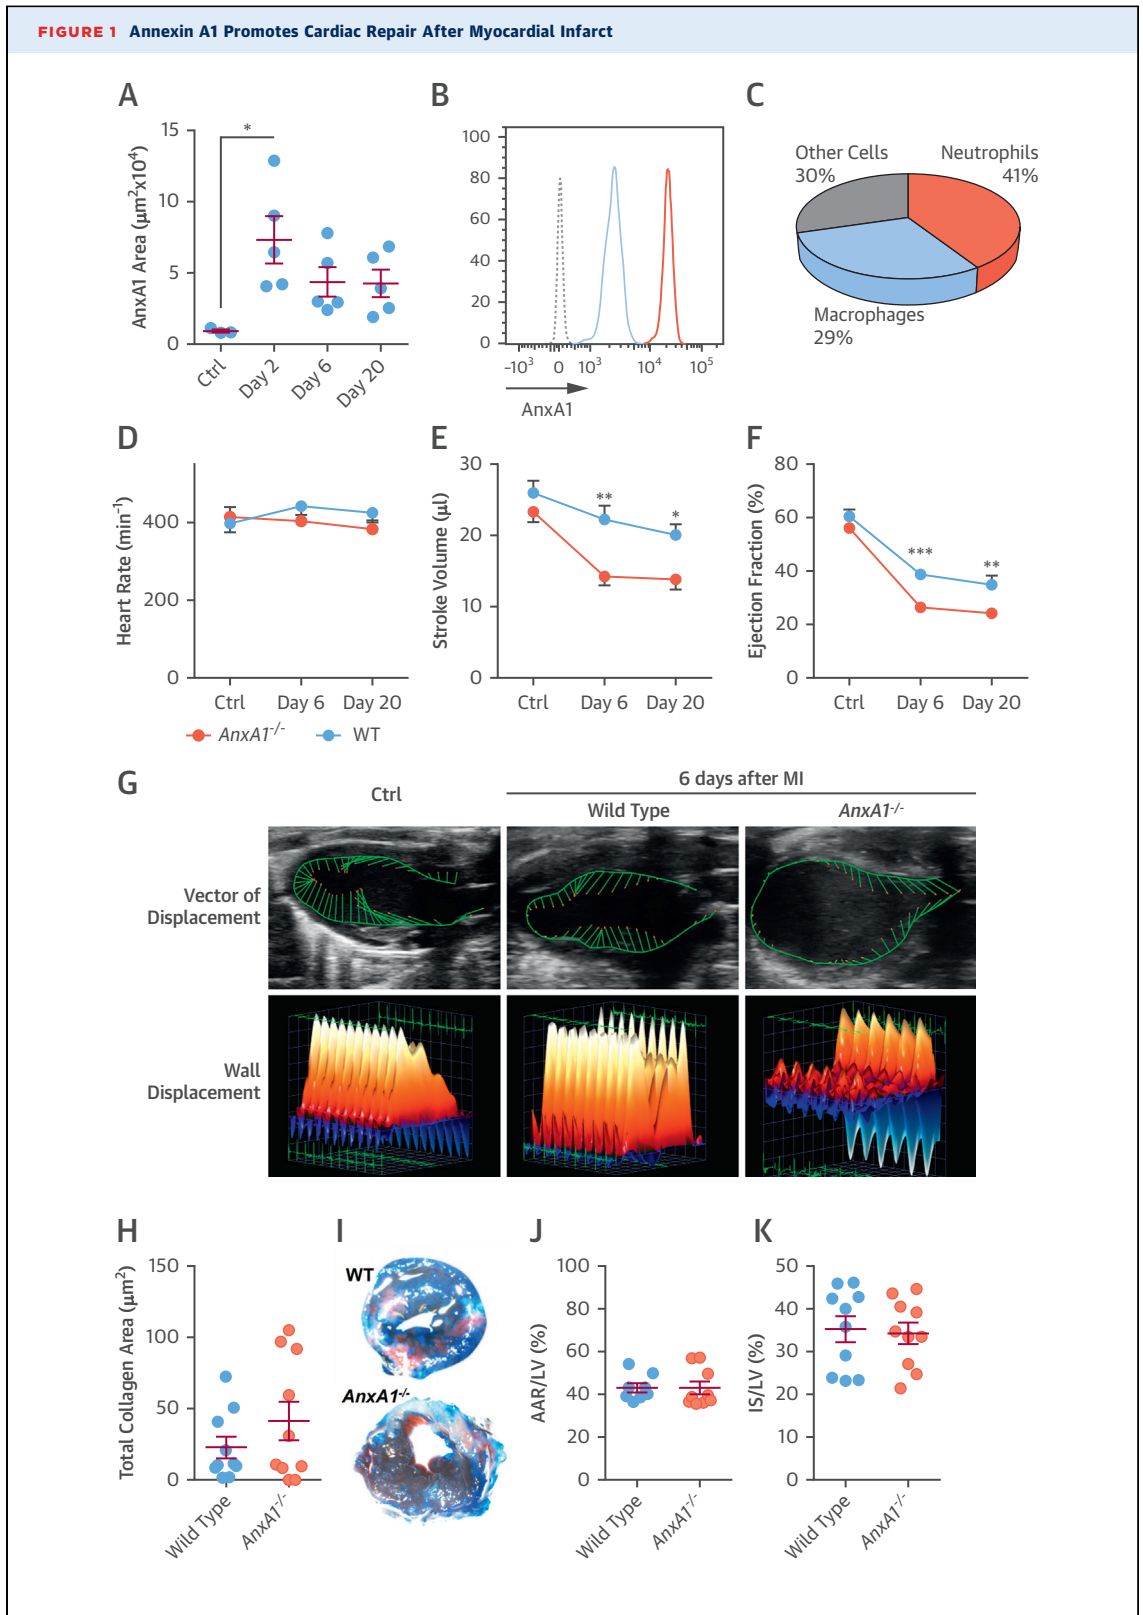 FIGURE 1 Annexin A1 Promotes Cardiac Repair After Myocardial Infarct
A
AnxA1 Area (μm²x10⁴)
15
10
5
0
*
Ctrl
Day 2
Day 6
Day 20
B
100
80
60
40
20
0
-10³ 0 10³ 10⁴ 10⁵
AnxA1
C
Other Cells
30%
Neutrophils
41%
Macrophages
29%
D
Heart Rate (min⁻¹)
400
200
0
Ctrl Day 6 Day 20
AnxA1⁻/⁻ WT
E
Stroke Volume (μl)
30
20
10
0
**
*
Ctrl Day 6 Day 20
F
Ejection Fraction (%)
80
60
40
20
0
***
**
Ctrl Day 6 Day 20
G
Ctrl
6 days after MI
Wild Type
AnxA1⁻/⁻
Vector of
Displacement
Wall
Displacement
H
Total Collagen Area (μm²)
150
100
50
0
Wild Type
AnxA1⁻/⁻
I
WT
AnxA1⁻/⁻
J
AAR/LV (%)
100
80
60
40
20
0
Wild Type
AnxA1⁻/⁻
K
IS/LV (%)
50
40
30
20
10
0
Wild Type
AnxA1⁻/⁻